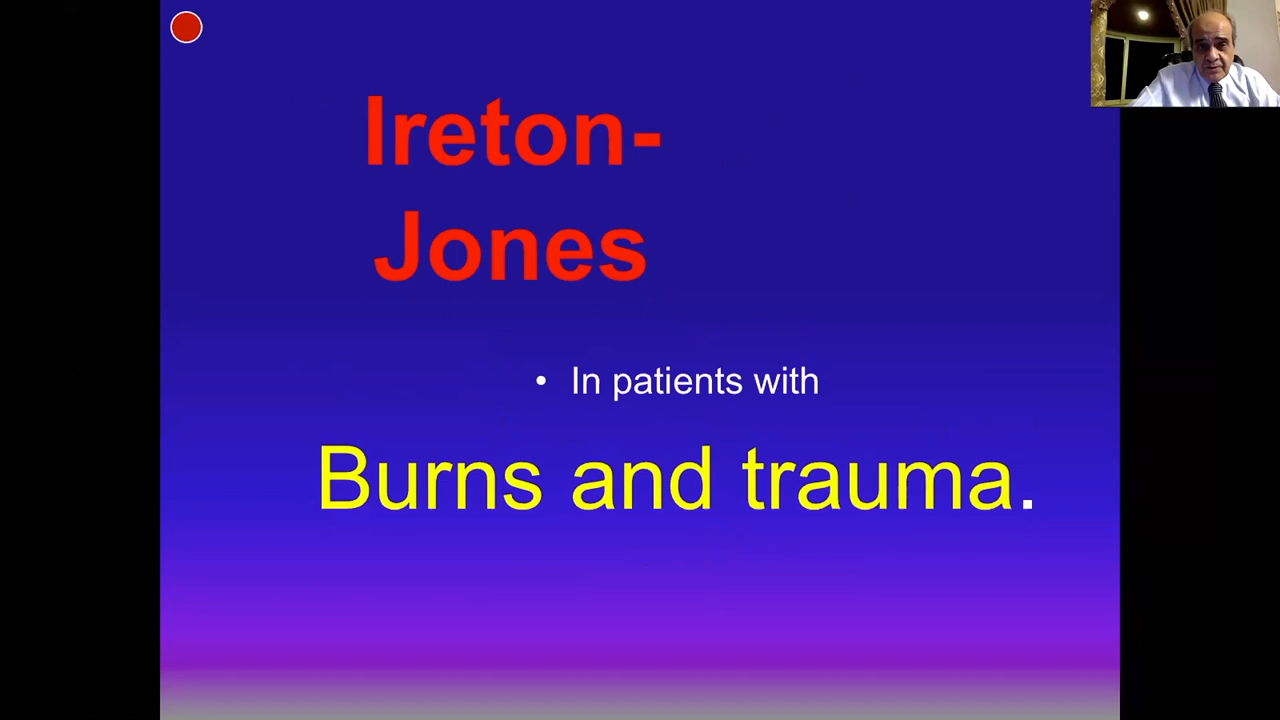 Ireton-
Jones
• In patients with
Burns and trauma.